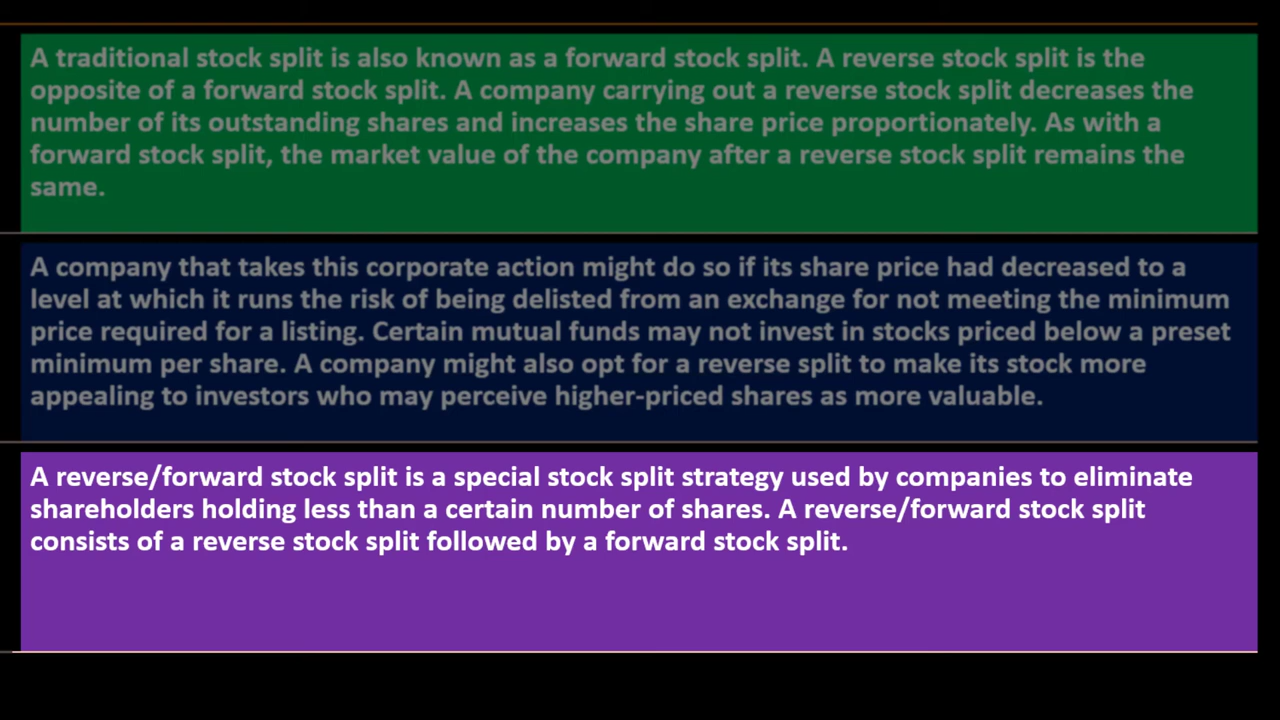 A traditional stock split is also known as a forward stock split. A reverse stock split is the
opposite of a forward stock split. A company carrying out a reverse stock split decreases the
number of its outstanding shares and increases the share price proportionately. As with a
forward stock split, the market value of the company after a reverse stock split remains the
same.
A company that takes this corporate action might do so if its share price had decreased to a
level at which it runs the risk of being delisted from an exchange for not meeting the minimum
price required for a listing. Certain mutual funds may not invest in stocks priced below a preset
minimum per share. A company might also opt for a reverse split to make its stock more
appealing to investors who may perceive higher-priced shares as more valuable.
A reverse/forward stock split is a special stock split strategy used by companies to eliminate
shareholders holding less than a certain number of shares. A reverse/forward stock split
consists of a reverse stock split followed by a forward stock split.